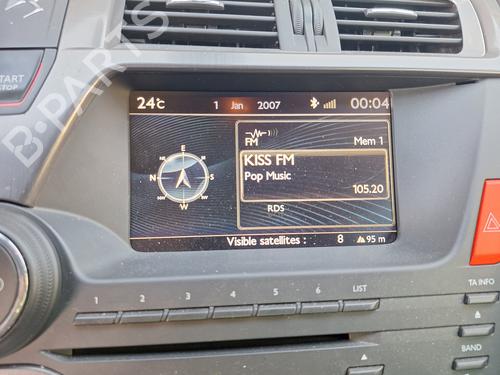 START
STOP
B-PARTS
24°c 1 Jan 2007 00:04
FM Mem 1
KISS FM
Pop Music
105.20
RDS
E
N S
W
Visible satellites : 8 95 m
1 2 3 4 5 6 LIST
TA INFO
BAND